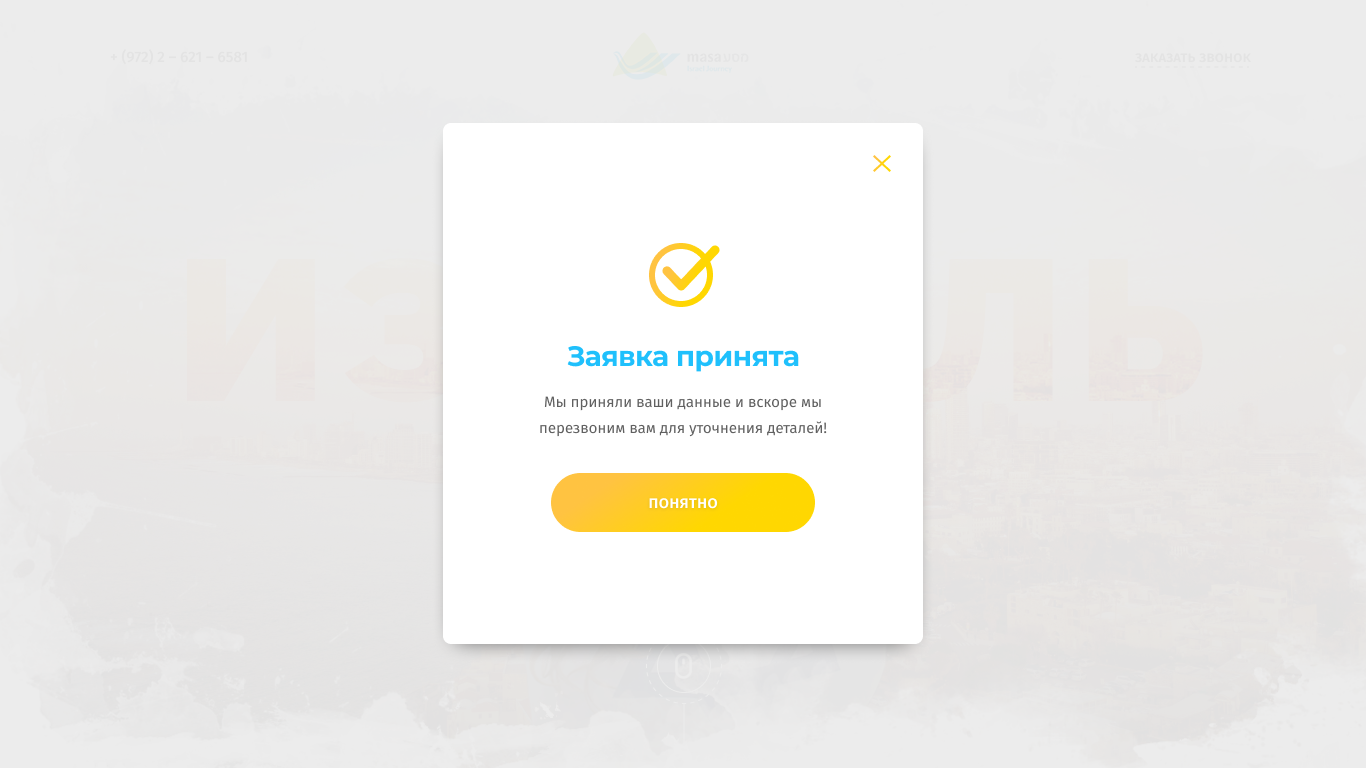 + (972) 2 – 621 – 6581
masa
ЗАКАЗАТЬ ЗВОНОК
Заявка принята
Мы приняли ваши данные и вскоре мы
перезвоним вам для уточнения деталей!
ПОНЯТНО